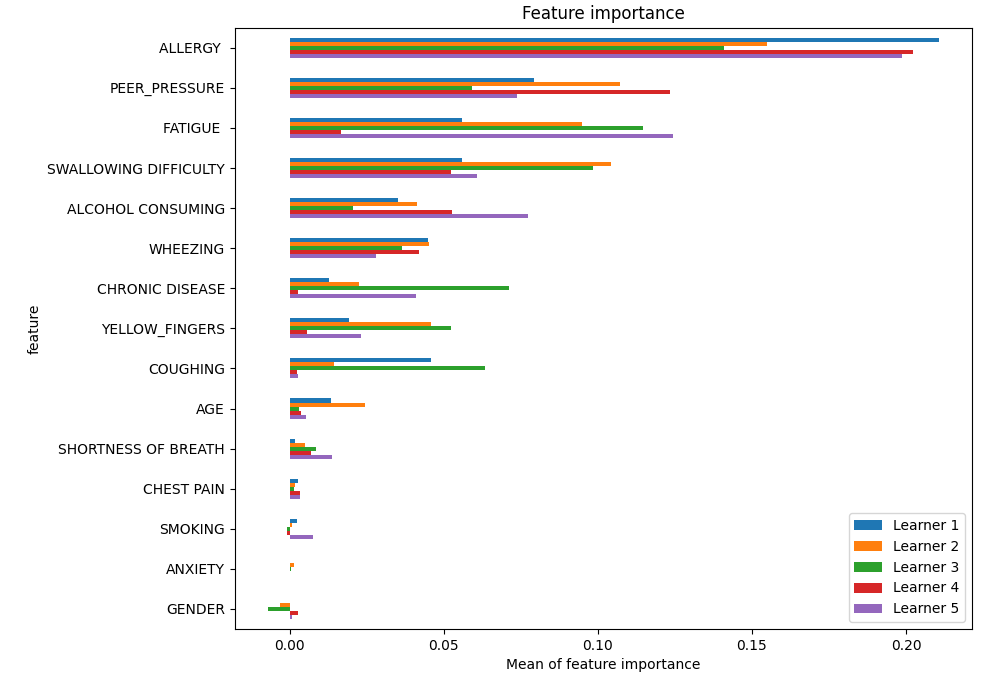 Feature importance
ALLERGY
PEER_PRESSURE
FATIGUE
SWALLOWING DIFFICULTY
ALCOHOL CONSUMING
WHEEZING
CHRONIC DISEASE
YELLOW_FINGERS
COUGHING
AGE
SHORTNESS OF BREATH
CHEST PAIN
SMOKING
ANXIETY
GENDER
feature
Learner 1
Learner 2
Learner 3
Learner 4
Learner 5
0.00 0.05 0.10 0.15 0.20
Mean of feature importance